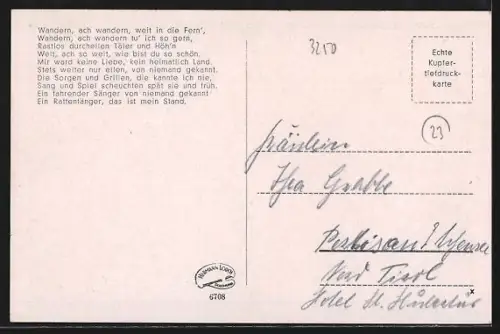 'Wandern, ach wandern, weit in die Fern',
Wandern, ach wandern tu' ich so gern,
Rastlos durcheilen Täler und Höh'n
Welt, ach so weit, wie bist du so schön.
Mir ward keine Liebe, kein heimatlich Land.
Stets weiter nur eilen, von niemand gekannt.
Die Sorgen und Grillen, die kannte ich nie,
Sang und Spiel scheuchten spät sie und früh.
Ein fahrender Sänger von niemand gekannt
Ein Rattenfänger, das ist mein Stand.
3250
Echte
Kupfer-
tiefdruck-
karte
23
Fräulein
Thea Grabbe
Pertisau
Nord Tirol
Hotel St. Hubertus
6708